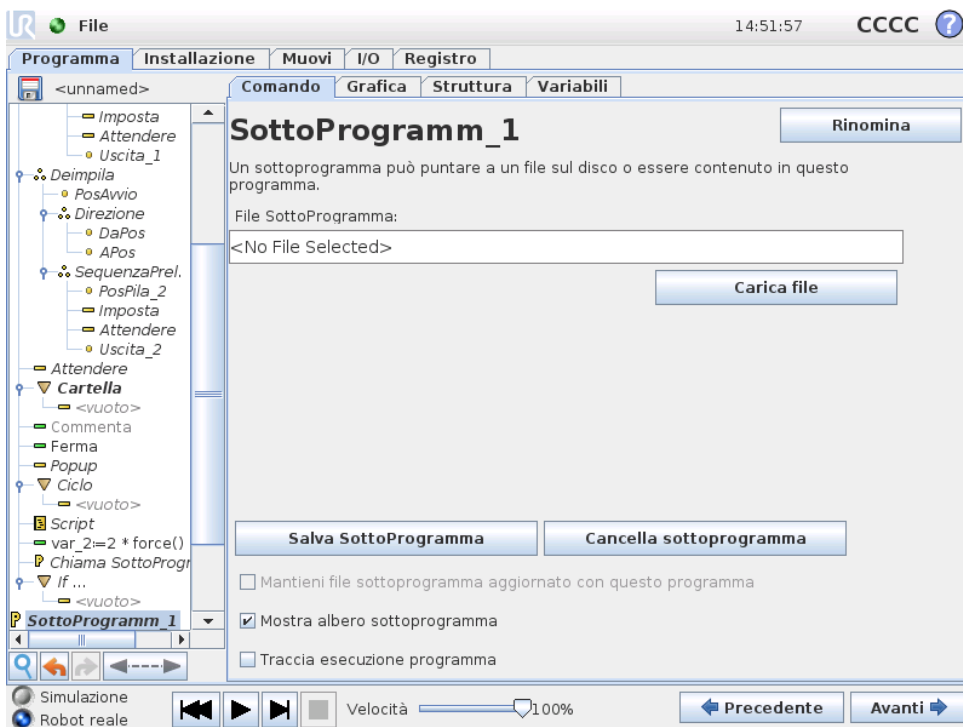 UR File 14:51:57 CCCC ?
Programma Installazione Muovi I/O Registro
<unnamed>
Comando Grafica Struttura Variabili
Imposta
Attendere
Uscita_1
Deimpila
PosAvvio
Direzione
DaPos
APos
SequenzaPrel.
PosPila_2
Imposta
Attendere
Uscita_2
Attendere
Cartella
<vuoto>
Commenta
Ferma
Popup
Ciclo
<vuoto>
Script
var_2:=2 * force()
P Chiama SottoProgr
If ...
<vuoto>
P SottoProgramm_1
SottoProgramm_1
Rinomina
Un sottoprogramma può puntare a un file sul disco o essere contenuto in questo
programma.
File SottoProgramma:
<No File Selected>
Carica file
Salva SottoProgramma Cancella sottoprogramma
Mantieni file sottoprogramma aggiornato con questo programma
Mostra albero sottoprogramma
Traccia esecuzione programma
Simulazione
Robot reale
Velocità 100%
Precedente Avanti